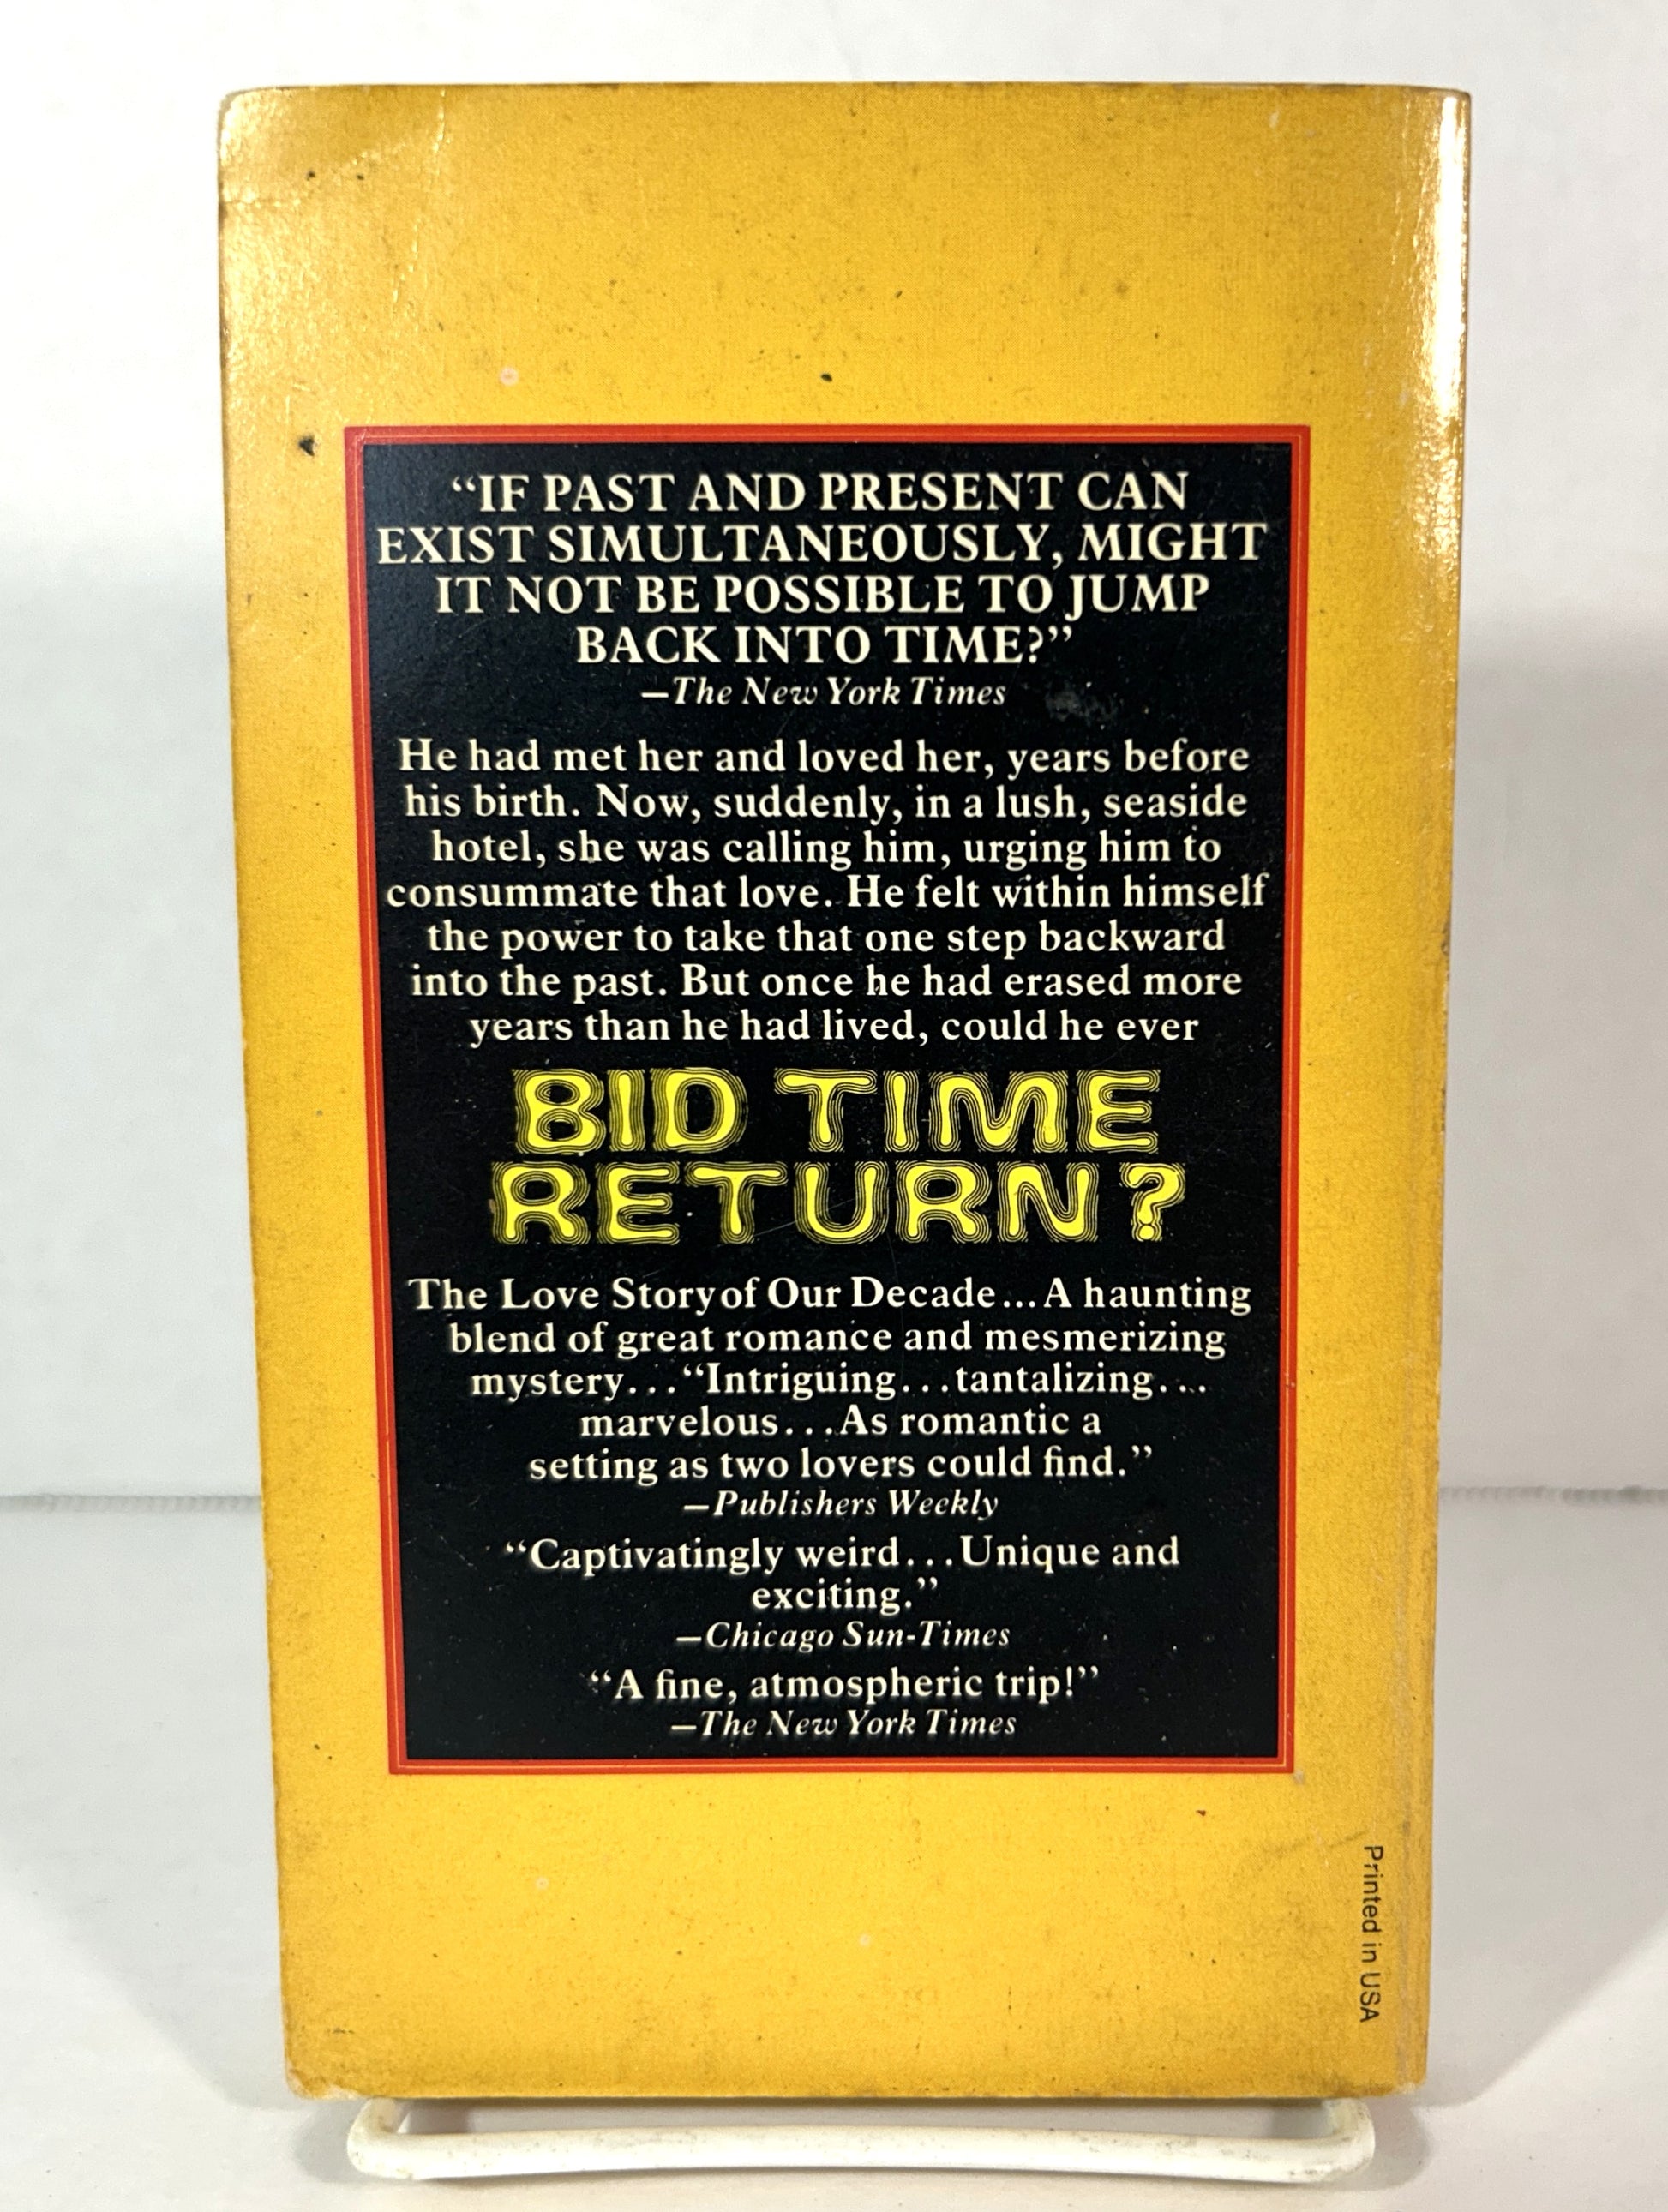 “IF PAST AND PRESENT CAN
EXIST SIMULTANEOUSLY, MIGHT
IT NOT BE POSSIBLE TO JUMP
BACK INTO TIME?”
—The New York Times
He had met her and loved her, years before
his birth. Now, suddenly, in a lush, seaside
hotel, she was calling him, urging him to
consummate that love. He felt within himself
the power to take that one step backward
into the past. But once he had erased more
years than he had lived, could he ever
BID TIME
RETURN?
The Love Story of Our Decade...A haunting
blend of great romance and mesmerizing
mystery...“Intriguing...tantalizing...
marvelous...As romantic a
setting as two lovers could find.”
—Publishers Weekly
“Captivatingly weird...Unique and
exciting.”
—Chicago Sun-Times
“A fine, atmospheric trip!”
—The New York Times
Printed in USA